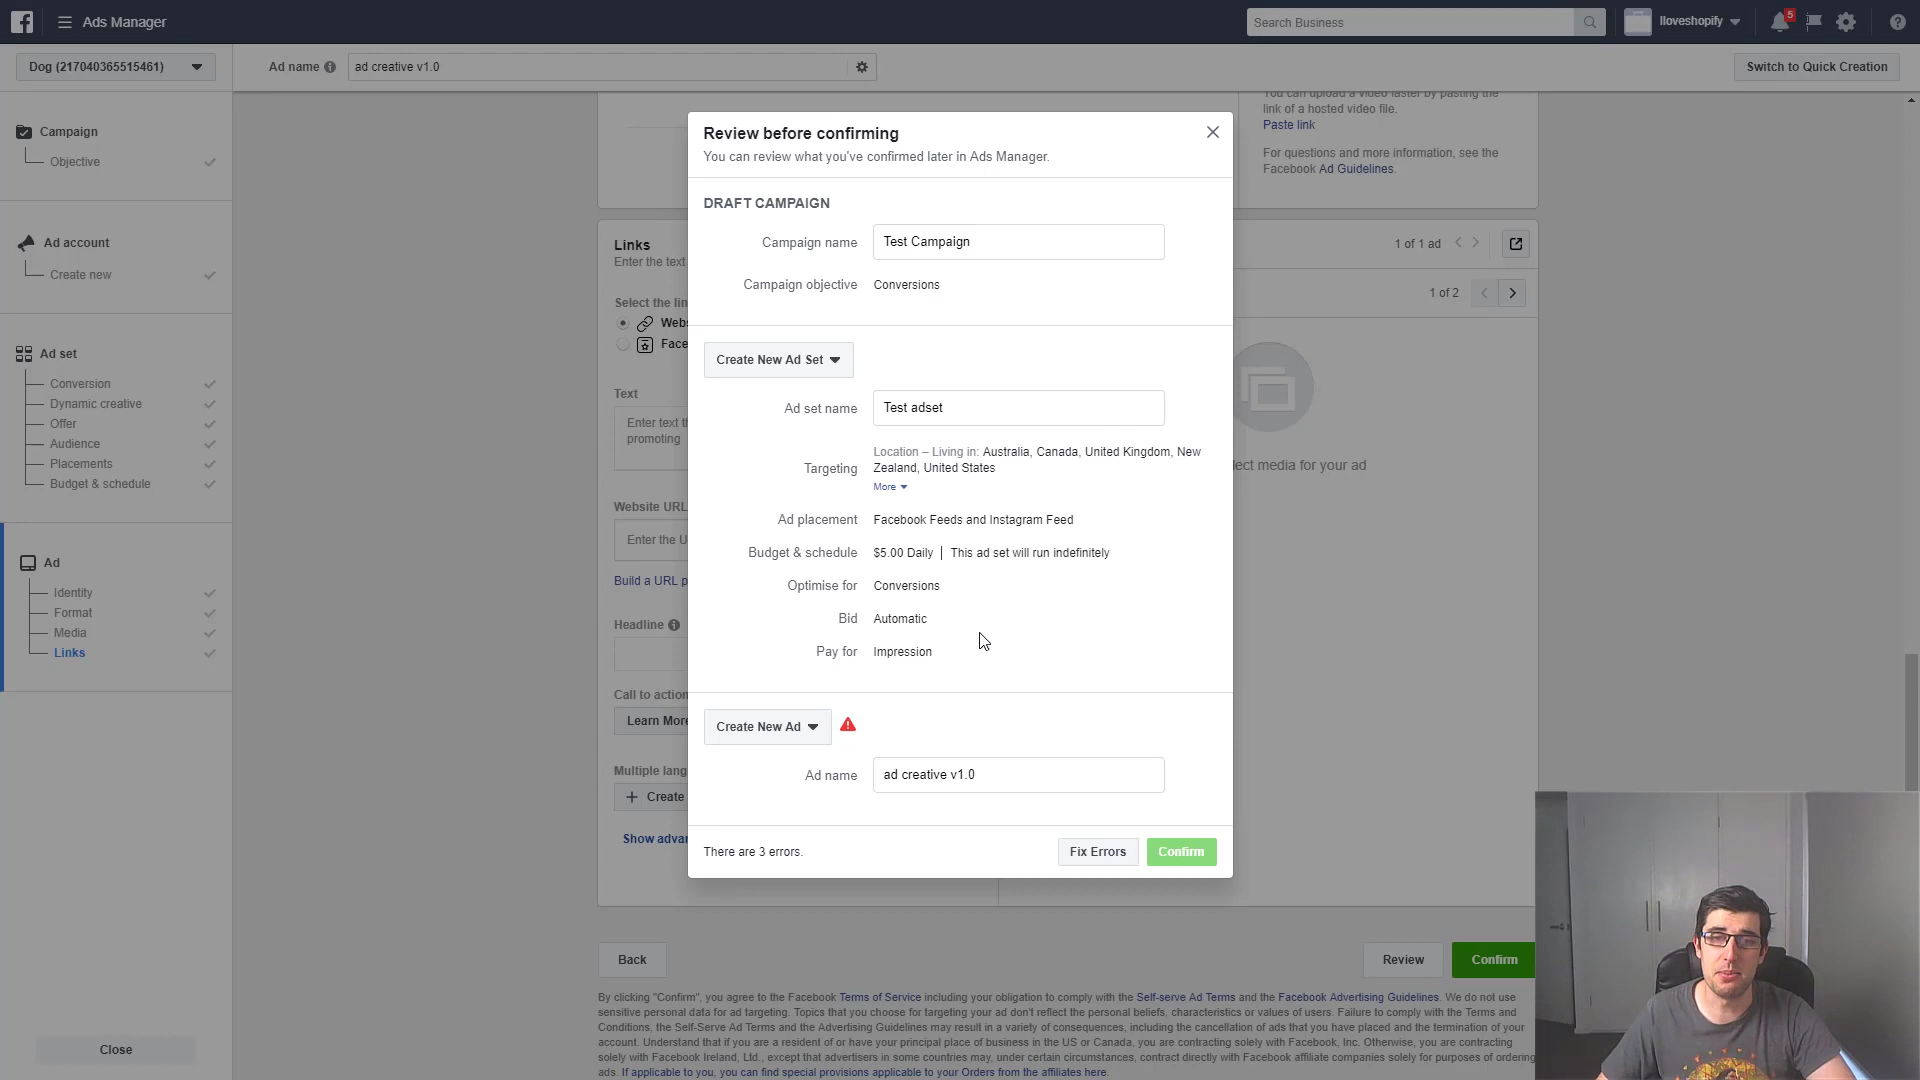 Ads Manager
Search Business
Iloveshopify
5
Dog (217040365515461)
Ad name
ad creative v1.0
Switch to Quick Creation
Campaign
Objective
Ad account
Create new
Ad set
Conversion
Dynamic creative
Offer
Audience
Placements
Budget & schedule
Ad
Identity
Format
Media
Links
Close
You can upload a video faster by pasting the
link of a hosted video file.
Paste link
For questions and more information, see the
Facebook Ad Guidelines.
Links
Enter the text
Select the lin
Webs
Face
Text
Enter text th
promoting
Website URL
Enter the U
Build a URL p
Headline
Call to action
Learn More
Multiple lang
Create
Show advan
1 of 1 ad
1 of 2
lect media for your ad
Review before confirming
You can review what you've confirmed later in Ads Manager.
DRAFT CAMPAIGN
Campaign name
Test Campaign
Campaign objective
Conversions
Create New Ad Set
Ad set name
Test adset
Targeting
Location – Living in: Australia, Canada, United Kingdom, New
Zealand, United States
More
Ad placement
Facebook Feeds and Instagram Feed
Budget & schedule
$5.00 Daily | This ad set will run indefinitely
Optimise for
Conversions
Bid
Automatic
Pay for
Impression
Create New Ad
Ad name
ad creative v1.0
There are 3 errors.
Fix Errors
Confirm
Back
Review
Confirm
By clicking "Confirm", you agree to the Facebook Terms of Service including your obligation to comply with the Self-serve Ad Terms and the Facebook Advertising Guidelines. We do not use
sensitive personal data for ad targeting. Topics that you choose for targeting your ad don't reflect the personal beliefs, characteristics or values of users. Failure to comply with the Terms and
Conditions, the Self-Serve Ad Terms and the Advertising Guidelines may result in a variety of consequences, including the cancellation of ads that you have placed and the termination of your
account. Understand that if you are a resident of or have your principal place of business in the US or Canada, you are contracting solely with Facebook, Inc. Otherwise, you are contracting
solely with Facebook Ireland, Ltd., except that advertisers in some countries may, under certain circumstances, contract directly with Facebook affiliate companies solely for purposes of ordering
ads. If applicable to you, you can find special provisions applicable to your Orders from the affiliates here.